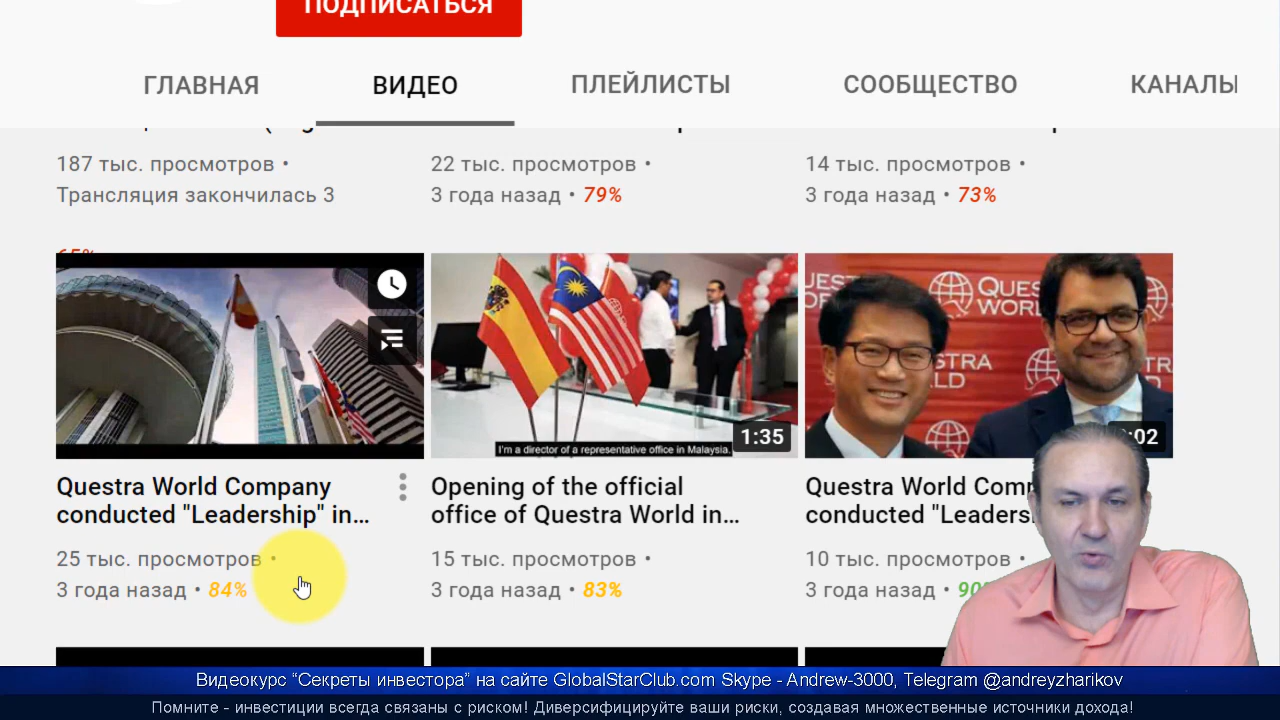 ПОДПИСАТЬСЯ
ГЛАВНАЯ ВИДЕО ПЛЕЙЛИСТЫ СООБЩЕСТВО КАНАЛЫ
187 тыс. просмотров •
Трансляция закончилась 3
22 тыс. просмотров •
3 года назад • 79%
14 тыс. просмотров •
3 года назад • 73%
I'm a director of a representative office in Malaysia.
1:35
QUESTRA
WORLD
:02
Questra World Company
conducted "Leadership" in...
25 тыс. просмотров •
3 года назад • 84%
Opening of the official
office of Questra World in...
15 тыс. просмотров •
3 года назад • 83%
Questra World Com
conducted "Leaders
10 тыс. просмотров •
3 года назад • 90
Видеокурс “Секреты инвестора” на сайте GlobalStarClub.com Skype - Andrew-3000, Telegram @andreyzharikov
Помните - инвестиции всегда связаны с риском! Диверсифицируйте ваши риски, создавая множественные источники дохода!